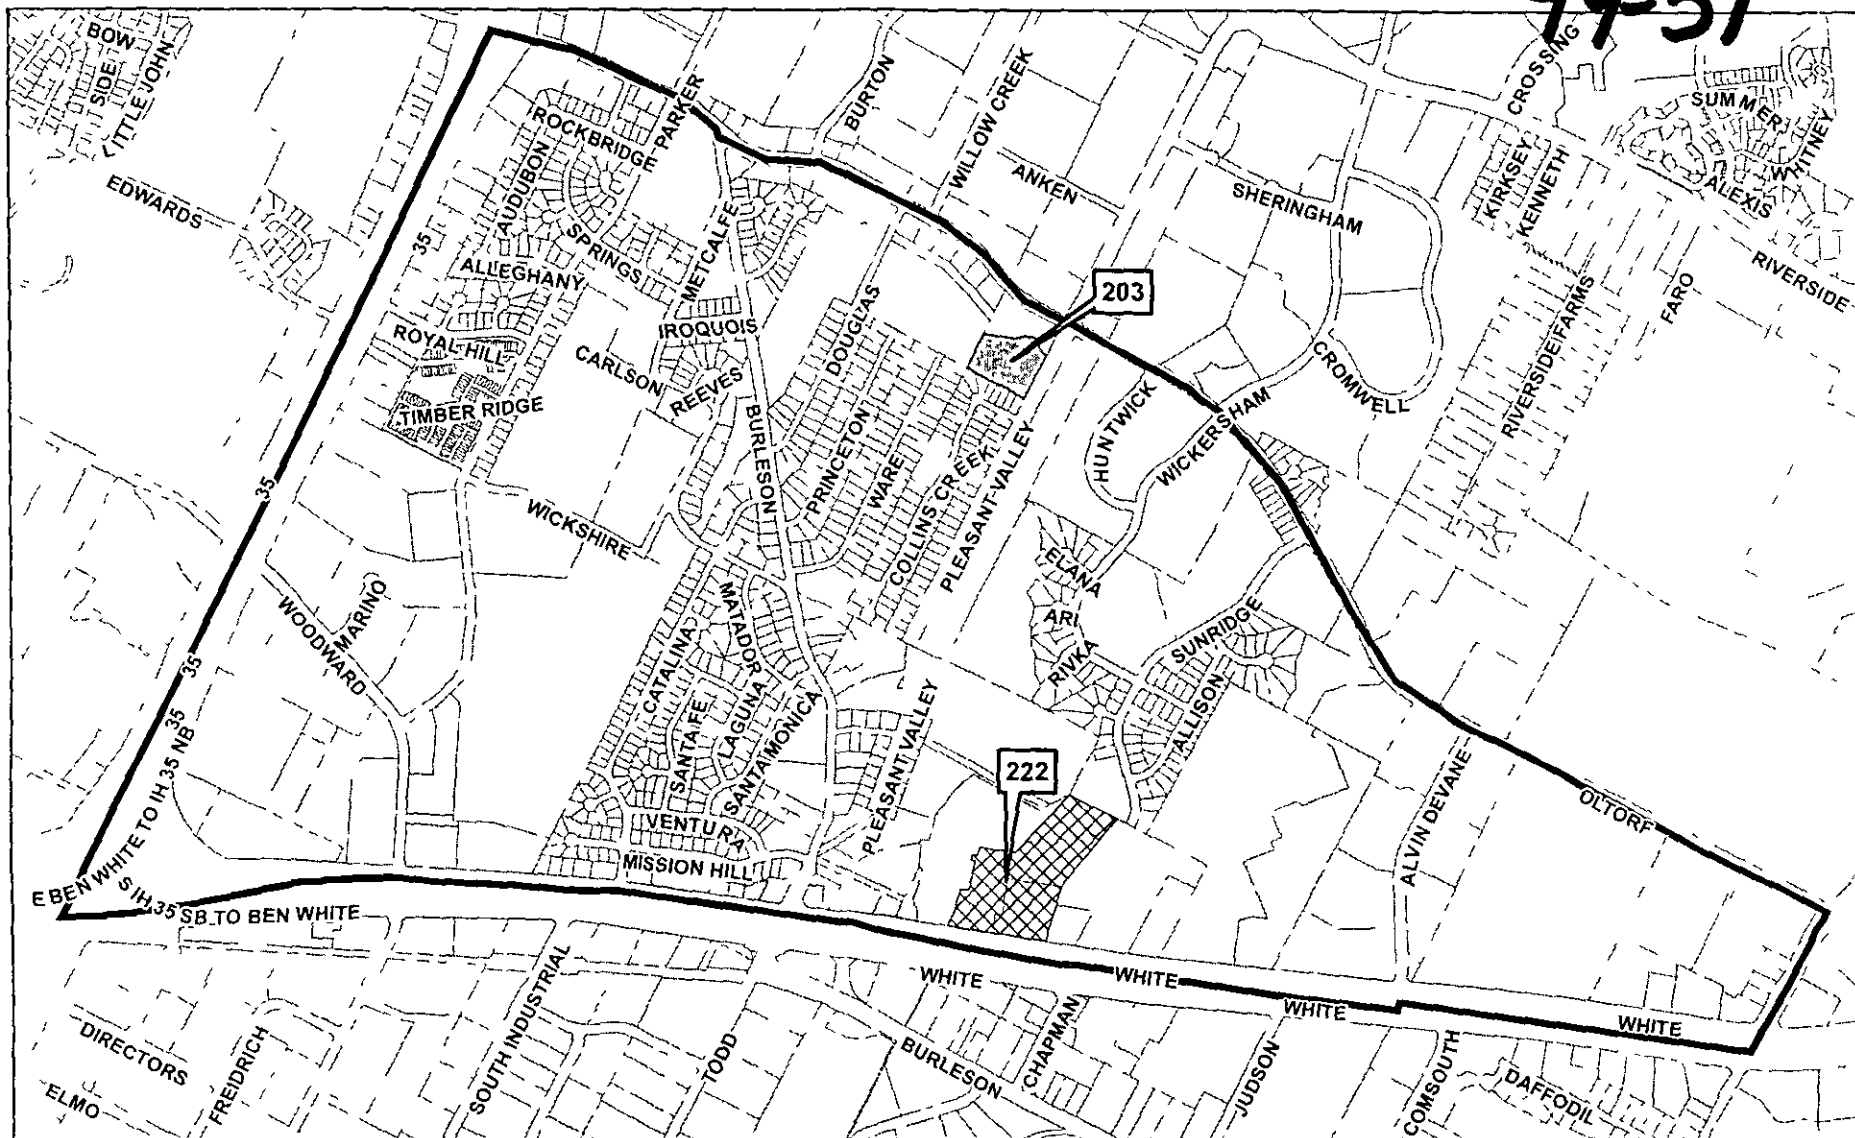 99-31
BOW
SIDE
LITTLE JOHN
EDWARDS
ROCKBRIDGE
PARKER
BURTON
WILLOW CREEK
CROSSING
SUMMER
WHITNEY
ALEXIS
KIRKSEY
KENNETH
ANKEN
SHERINGHAM
RIVERSIDE
AUDUBON
SPRINGS
METCALFE
35
ALLEGHANY
203
FARO
RIVERSIDE FARMS
IROQUOIS
DOUGLAS
ROYAL HILL
CARLSON
REEVES
CROMWELL
TIMBER RIDGE
BURLESON
PRINCETON
WARE
COLLINS CREEK
PLEASANT VALLEY
HUNTWICK
WICKERSHAM
35
WICKSHIRE
ELANA
MATADOR
MARINO
WOODWARD
ARI
SUNRIDGE
CATALINA
RIVKA
35
SANTA FE
LAGUNA
SANTA MONICA
PLEASANT VALLEY
ALLISON
35
222
ALVIN DEVANE
OLTORF
VENTURA
MISSION HILL
E BEN WHITE TO IH 35 NB
S IH 35 SB TO BEN WHITE
WHITE
WHITE
WHITE
WHITE
SOUTH INDUSTRIAL
TODD
BURLESON
CHAPMAN
JUDSON
COMSOUTH
DAFFODIL
DIRECTORS
FREIDRICH
ELMO